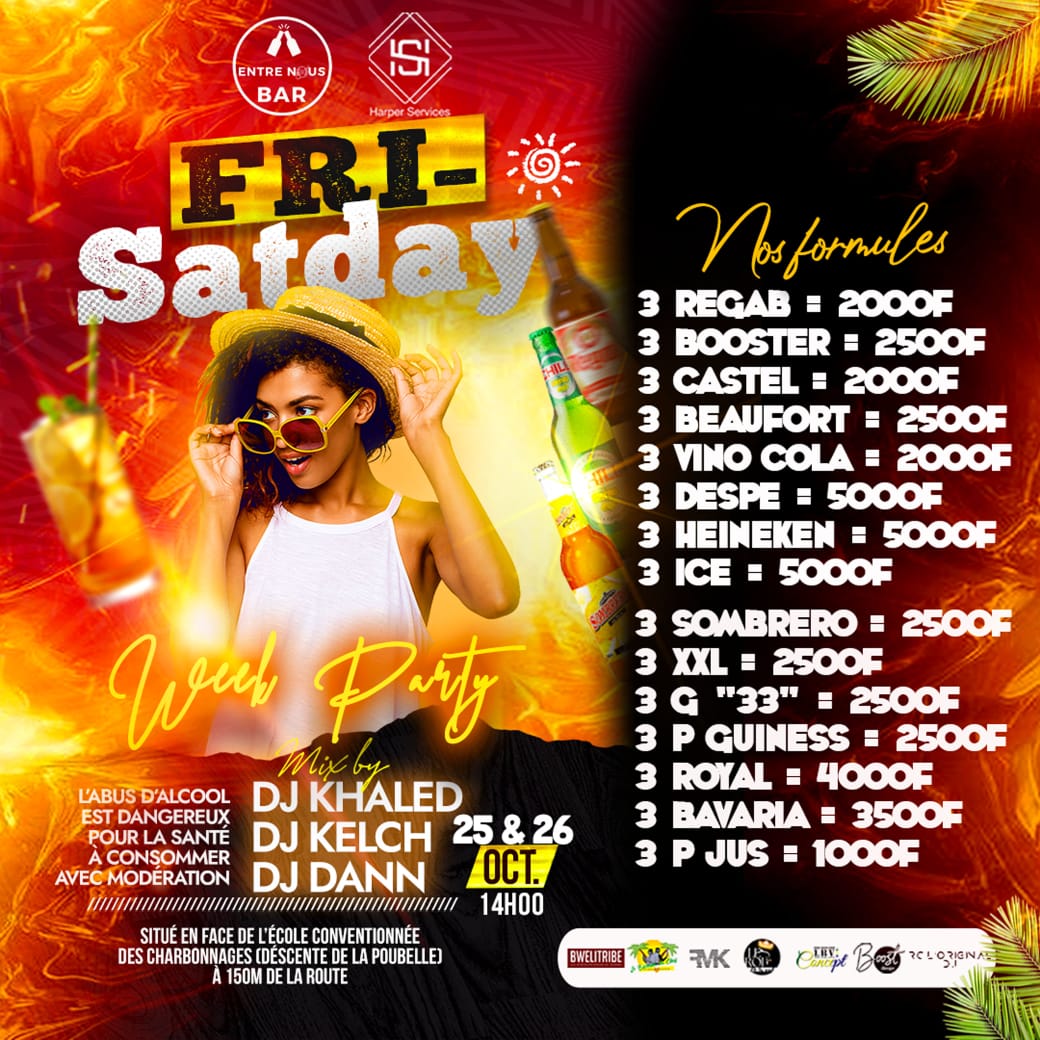 ENTRE NOUS
BAR
HS
Harper Services
FRI-
Satday
Week Party
Mix by
DJ KHALED
DJ KELCH
DJ DANN
L'ABUS D'ALCOOL
EST DANGEREUX
POUR LA SANTÉ
À CONSOMMER
AVEC MODÉRATION
25 & 26
OCT.
14H00
SITUÉ EN FACE DE L'ÉCOLE CONVENTIONNÉE
DES CHARBONNAGES (DÉSCENTE DE LA POUBELLE)
À 150M DE LA ROUTE
Nos formules
3 REGAB = 2000F
3 BOOSTER = 2500F
3 CASTEL = 2000F
3 BEAUFORT = 2500F
3 VINO COLA = 2000F
3 DESPE = 5000F
3 HEINEKEN = 5000F
3 ICE = 5000F
3 SOMBRERO = 2500F
3 XXL = 2500F
3 G "33" = 2500F
3 P GUINESS = 2500F
3 ROYAL = 4000F
3 BAVARIA = 3500F
3 P JUS = 1000F
BWELITRIBE
FMK
LBV
Concept
Boost
RC L'ORIGINAL
DJ